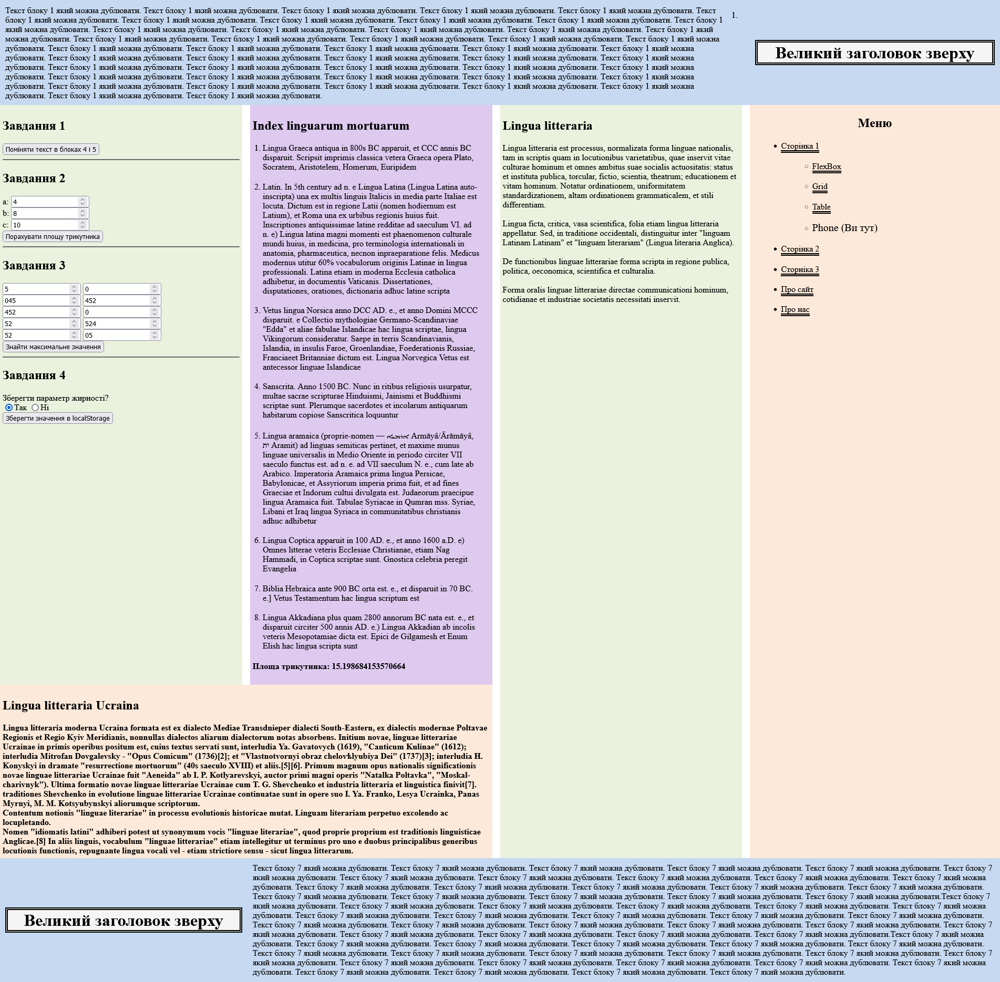 Текст блоку 1 який можна дублювати. Текст блоку 1 який можна дублювати. Текст блоку 1 який можна дублювати. Текст блоку 1 який можна дублювати. Текст блоку 1 який можна дублювати. Текст
блоку 1 який можна дублювати. Текст блоку 1 який можна дублювати. Текст блоку 1 який можна дублювати. Текст блоку 1 який можна дублювати. Текст блоку 1 який можна дублювати. Текст блоку 1
який можна дублювати. Текст блоку 1 який можна дублювати. Текст блоку 1 який можна дублювати. Текст блоку 1 який можна дублювати. Текст блоку 1 який можна дублювати. Текст блоку 1 який
можна дублювати. Текст блоку 1 який можна дублювати. Текст блоку 1 який можна дублювати. Текст блоку 1 який можна дублювати. Текст блоку 1 який можна дублювати. Текст блоку 1 який можна
дублювати. Текст блоку 1 який можна дублювати. Текст блоку 1 який можна дублювати. Текст блоку 1 який можна дублювати. Текст блоку 1 який можна дублювати. Текст блоку 1 який можна
дублювати. Текст блоку 1 який можна дублювати. Текст блоку 1 який можна дублювати. Текст блоку 1 який можна дублювати. Текст блоку 1 який можна дублювати. Текст блоку 1 який можна
дублювати. Текст блоку 1 який можна дублювати. Текст блоку 1 який можна дублювати. Текст блоку 1 який можна дублювати. Текст блоку 1 який можна дублювати. Текст блоку 1 який можна
дублювати. Текст блоку 1 який можна дублювати. Текст блоку 1 який можна дублювати. Текст блоку 1 який можна дублювати. Текст блоку 1 який можна дублювати. Текст блоку 1 який можна
дублювати. Текст блоку 1 який можна дублювати. Текст блоку 1 який можна дублювати. Текст блоку 1 який можна дублювати. Текст блоку 1 який можна дублювати. Текст блоку 1 який можна
дублювати. Текст блоку 1 який можна дублювати. Текст блоку 1 який можна дублювати.
1.
Великий заголовок зверху
Завдання 1
Поміняти текст в блоках 4 і 5
Завдання 2
a: 4
b: 8
c: 10
Порахувати площу трикутника
Завдання 3
5 0
045 452
452 0
52 524
52 05
Знайти максимальне значення
Завдання 4
Зберегти параметр жирності?
Так Ні
Зберегти значення в localStorage
Index linguarum mortuarum
1. Lingua Graeca antiqua in 800s BC apparuit, et CCC annis BC
disparuit. Scripsit imprimis classica vetera Graeca opera Plato,
Socratem, Aristotelem, Homerum, Euripidem
2. Latin. In 5th century ad n. e Lingua Latina (Lingua Latina auto-
inscripta) una ex multis linguis Italicis in media parte Italiae est
locuta. Dictum est in regione Latii (nomen hodiernum est
Latium), et Roma una ex urbibus regionis huius fuit.
Inscriptiones antiquissimae latine redditae ad saeculum VI. ad
n. e) Lingua latina magni momenti est phaenomenon culturale
mundi huius, in medicina, pro terminologia internationali in
anatomia, pharmaceutica, necnon inpraeparatione felis. Medicus
modernus utitur 60% vocabulorum originis Latinae in lingua
professionali. Latina etiam in moderna Ecclesia catholica
adhibetur, in documentis Vaticanis. Dissertationes,
disputationes, orationes, dictionaria adhuc latine scripta
3. Vetus lingua Norsica anno DCC AD. e., et anno Domini MCCC
disparuit. e Collectio mythologiae Germano-Scandinaviae
"Edda" et aliae fabulae Islandicae hac lingua scriptae, lingua
Vikingorum consideratur. Saepe in terris Scandinavianis,
Islandia, in insulis Faroe, Groenlandiae, Foederationis Russiae,
Franciaeet Britanniae dictum est. Lingua Norvegica Vetus est
antecessor linguae Islandicae
4. Sanscrita. Anno 1500 BC. Nunc in ritibus religiosis usurpatur,
multae sacrae scripturae Hinduismi, Jainismi et Buddhismi
scriptae sunt. Plerumque sacerdotes et incolarum antiquarum
habitarum copiose Sanscritica loquuntur
5. Lingua aramaica (proprie-nomen — ܐܪܡܝܐ Armāyâ/Ārāmāyâ,
ית Aramit) ad linguas semiticas pertinet, et maxime munus
linguae universalis in Medio Oriente in periodo circiter VII
saeculo functus est. ad n. e. ad VII saeculum N. e., cum late ab
Arabico. Imperatoria Aramaica prima lingua Persicae,
Babylonicae, et Assyriorum imperia prima fuit, et ad fines
Graeciae et Indorum cultui divulgata est. Judaeorum praecipue
lingua Aramaica fuit. Tabulae Syriacae in Qumran mss. Syriae,
Libani et Iraq lingua Syriaca in communitatibus christianis
adhuc adhibetur
6. Lingua Coptica apparuit in 100 AD. e., et anno 1600 a.D. e)
Omnes litterae veteris Ecclesiae Christianae, etiam Nag
Hammadi, in Coptica scriptae sunt. Gnostica celebria peregit
Evangelia
7. Biblia Hebraica ante 900 BC orta est. e., et disparuit in 70 BC.
e.] Vetus Testamentum hac lingua scriptum est
8. Lingua Akkadiana plus quam 2800 annorum BC nata est. e., et
disparuit circiter 500 annis AD. e.) Lingua Akkadian ab incolis
veteris Mesopotamiae dicta est. Epici de Gilgamesh et Enum
Elish hac lingua scripta sunt
Площа трикутника: 15.198684153570664
Lingua litteraria
Lingua litteraria est processus, normalizata forma linguae nationalis,
tam in scriptis quam in locutionibus varietatibus, quae inservit vitae
culturae hominum et omnes ambitus suae socialis actuositatis: status
et instituta publica, torcular, fictio, scientia, theatrum; educationem et
vitam hominum. Notatur ordinationem, uniformitatem
standardizationem, altam ordinationem grammaticalem, et stili
differentiam.
Lingua ficta, critica, vasa scientifica, folia etiam lingua litteraria
appellatur. Sed, in traditione occidentali, distinguitur inter "linguam
Latinam Latinam" et "linguam literariam" (Lingua literaria Anglica).
De functionibus linguae litterariae forma scripta in regione publica,
politica, oeconomica, scientifica et culturalia.
Forma oralis linguae litterariae directae communicationi hominum,
cotidianae et industriae societatis necessitati inservit.
Меню
Сторінка 1
FlexBox
Grid
Table
Phone (Ви тут)
Сторінка 2
Сторніка 3
Про сайт
Про нас
Lingua litteraria Ucraina
Lingua litteraria moderna Ucraina formata est ex dialecto Mediae Transdnieper dialecti South-Eastern, ex dialectis modernae Poltavae
Regionis et Regio Kyiv Meridianis, nonnullas dialectos aliarum dialectorum notas absorbens. Initium novae, linguae litterariae
Ucrainae in primis operibus positum est, cuius textus servati sunt, interludia Ya. Gavatovych (1619), "Canticum Kulinae" (1612);
interludia Mitrofan Dovgalevsky - "Opus Comicum" (1736)[2]; et "Vlastnotvornyi obraz chelovѣlyubiya Dei" (1737)[3]; interludia H.
Konyskyi in dramate "resurrectione mortuorum" (40s saeculo XVIII) et aliis.[5][6]. Primum magnum opus nationalis significationis
novae linguae litterariae Ucrainae fuit "Aeneida" ab I. P. Kotlyarevskyi, auctor primi magni operis "Natalka Poltavka", "Moskal-
charivnyk"). Ultima formatio novae linguae litterariae Ucrainae cum T. G. Shevchenko et industria litteraria et linguistica finivit[7].
traditiones Shevchenko in evolutione linguae litterariae Ucrainae continuatae sunt in opere suo I. Ya. Franko, Lesya Ucrainka, Panas
Myrnyi, M. M. Kotsyubynskyi aliorumque scriptorum.
Contentum notionis "linguae literariae" in processu evolutionis historicae mutat. Linguam literariam perpetuo excolendo ac
locupletando.
Nomen "idiomatis latini" adhiberi potest ut synonymum vocis "linguae literariae", quod proprie proprium est traditionis linguisticae
Anglicae.[8] In aliis linguis, vocabulum "linguae litterariae" etiam intellegitur ut terminus pro uno e duobus principalibus generibus
locutionis functionis, repugnante lingua vocali vel - etiam strictiore sensu - sicut lingua litterarum.
Великий заголовок зверху
Текст блоку 7 який можна дублювати. Текст блоку 7 який можна дублювати. Текст блоку 7 який можна дублювати. Текст блоку 7 який можна дублювати. Текст блоку 7 який можна дублювати. Текст блоку 7
який можна дублювати. Текст блоку 7 який можна дублювати. Текст блоку 7 який можна дублювати. Текст блоку 7 який можна дублювати. Текст блоку 7 який можна дублювати. Текст блоку 7 який можна
дублювати. Текст блоку 7 який можна дублювати. Текст блоку 7 який можна дублювати. Текст блоку 7 який можна дублювати. Текст блоку 7 який можна дублювати. Текст блоку 7 який можна дублювати.
Текст блоку 7 який можна дублювати. Текст блоку 7 який можна дублювати. Текст блоку 7 який можна дублювати. Текст блоку 7 який можна дублювати. Текст блоку 7 який можна дублювати.Текст блоку 7
який можна дублювати. Текст блоку 7 який можна дублювати. Текст блоку 7 який можна дублювати. Текст блоку 7 який можна дублювати. Текст блоку 7 який можна дублювати. Текст блоку 7 який можна
дублювати. Текст блоку 7 який можна дублювати. Текст блоку 7 який можна дублювати. Текст блоку 7 який можна дублювати. Текст блоку 7 який можна дублювати. Текст блоку 7 який можна дублювати.
Текст блоку 7 який можна дублювати. Текст блоку 7 який можна дублювати. Текст блоку 7 який можна дублювати. Текст блоку 7 який можна дублювати. Текст блоку 7 який можна дублювати. Текст блоку 7
який можна дублювати. Текст блоку 7 який можна дублювати. Текст блоку 7 який можна дублювати. Текст блоку 7 який можна дублювати. Текст блоку 7 який можна дублювати.Текст блоку 7 який можна
дублювати. Текст блоку 7 який можна дублювати. Текст блоку 7 який можна дублювати. Текст блоку 7 який можна дублювати. Текст блоку 7 який можна дублювати. Текст блоку 7 який можна дублювати.
Текст блоку 7 який можна дублювати. Текст блоку 7 який можна дублювати. Текст блоку 7 який можна дублювати. Текст блоку 7 який можна дублювати. Текст блоку 7 який можна дублювати. Текст блоку 7
який можна дублювати. Текст блоку 7 який можна дублювати. Текст блоку 7 який можна дублювати. Текст блоку 7 який можна дублювати. Текст блоку 7 який можна дублювати. Текст блоку 7 який можна
дублювати. Текст блоку 7 який можна дублювати. Текст блоку 7 який можна дублювати. Текст блоку 7 який можна дублювати. Текст блоку 7 який можна дублювати.